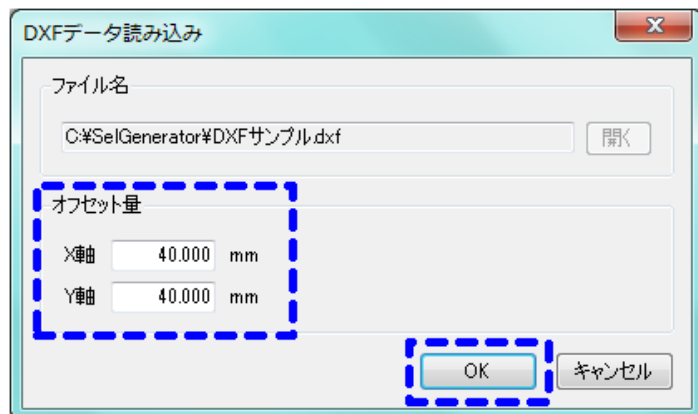 DXFデータ読み込み
ファイル名
C:¥SelGenerator¥DXFサンプル.dxf
開く
オフセット量
X軸 40.000 mm
Y軸 40.000 mm
OK キャンセル